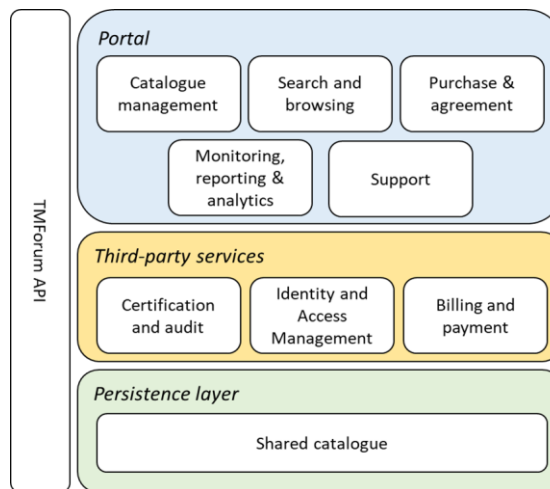 TMForum API
Portal
Catalogue
management
Search and
browsing
Purchase &
agreement
Monitoring,
reporting &
analytics
Support
Third-party services
Certification
and audit
Identity and
Access
Management
Billing and
payment
Persistence layer
Shared catalogue